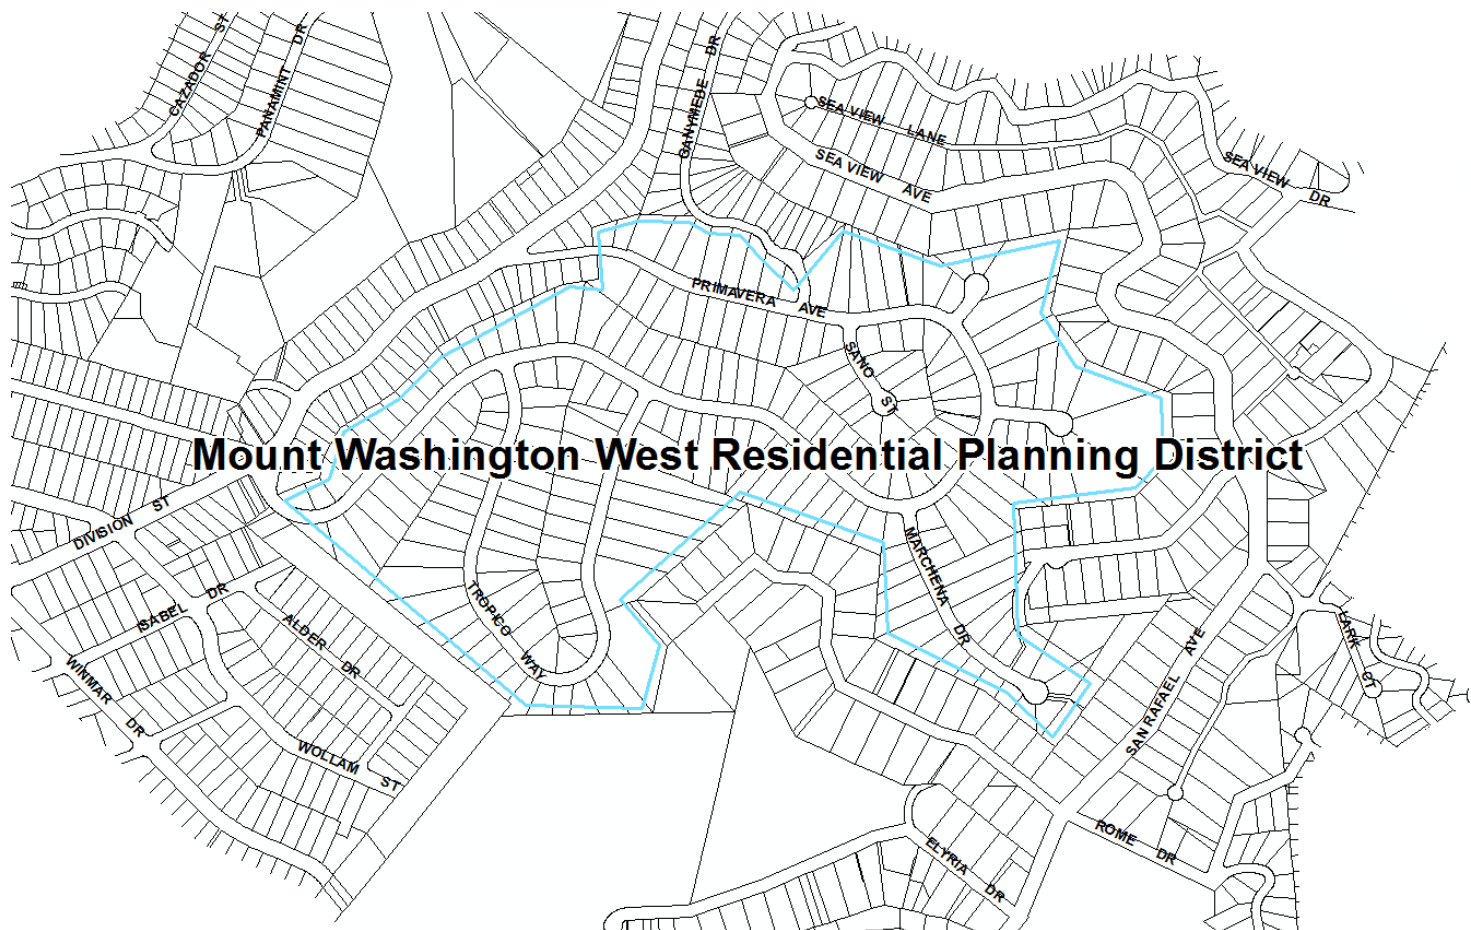 CAZADOR ST
PANAMINT DR
GANYMEDE DR
SEA VIEW LANE
SEA VIEW AVE
SEA VIEW DR
PRIMAVERA AVE
SANO ST
Mount Washington West Residential Planning District
DIVISION ST
ISABEL DR
ALDER DR
WINMAR DR
WOLLAM ST
TROPICO WAY
MARCHENA DR
SAN RAFAEL AVE
LARK CT
ROME DR
ELYRIA DR